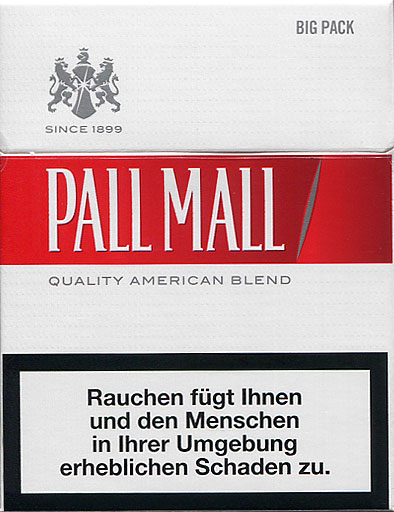 BIG PACK
SINCE 1899
PALL MALL
QUALITY AMERICAN BLEND
Rauchen fügt Ihnen
und den Menschen
in Ihrer Umgebung
erheblichen Schaden zu.